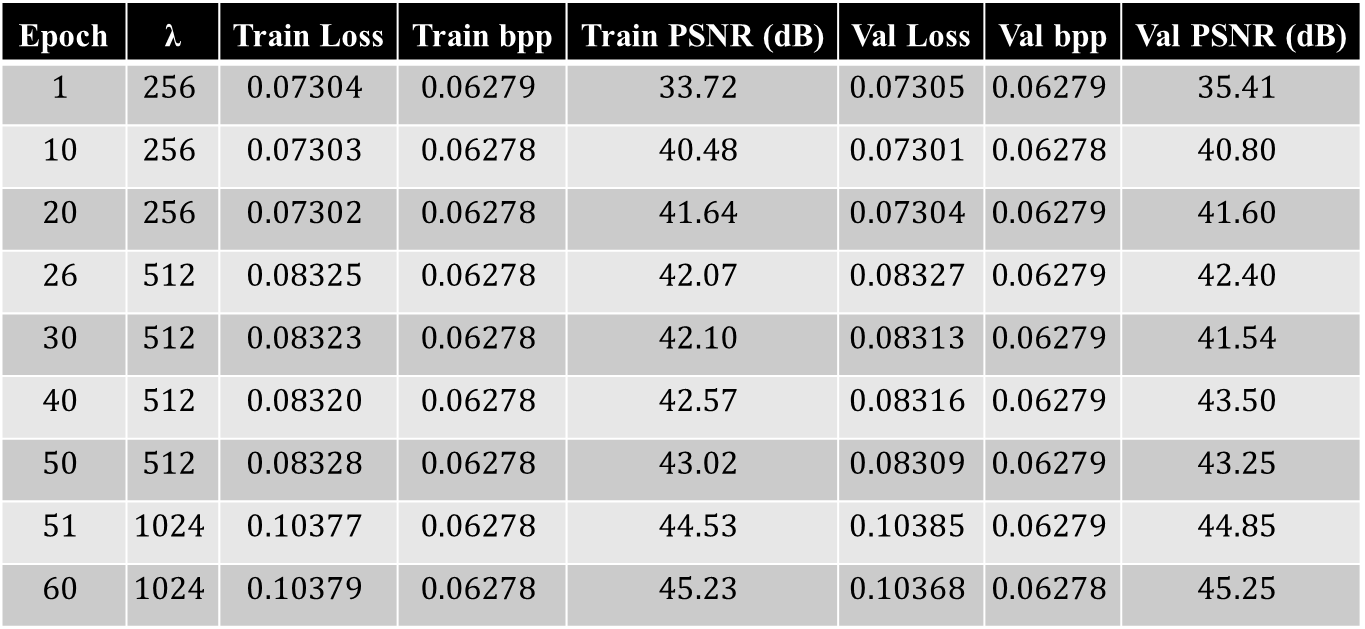 Epoch λ Train Loss Train bpp Train PSNR (dB) Val Loss Val bpp Val PSNR (dB)
1 256 0.07304 0.06279 33.72 0.07305 0.06279 35.41
10 256 0.07303 0.06278 40.48 0.07301 0.06278 40.80
20 256 0.07302 0.06278 41.64 0.07304 0.06279 41.60
26 512 0.08325 0.06278 42.07 0.08327 0.06279 42.40
30 512 0.08323 0.06278 42.10 0.08313 0.06279 41.54
40 512 0.08320 0.06278 42.57 0.08316 0.06279 43.50
50 512 0.08328 0.06278 43.02 0.08309 0.06279 43.25
51 1024 0.10377 0.06278 44.53 0.10385 0.06279 44.85
60 1024 0.10379 0.06278 45.23 0.10368 0.06278 45.25